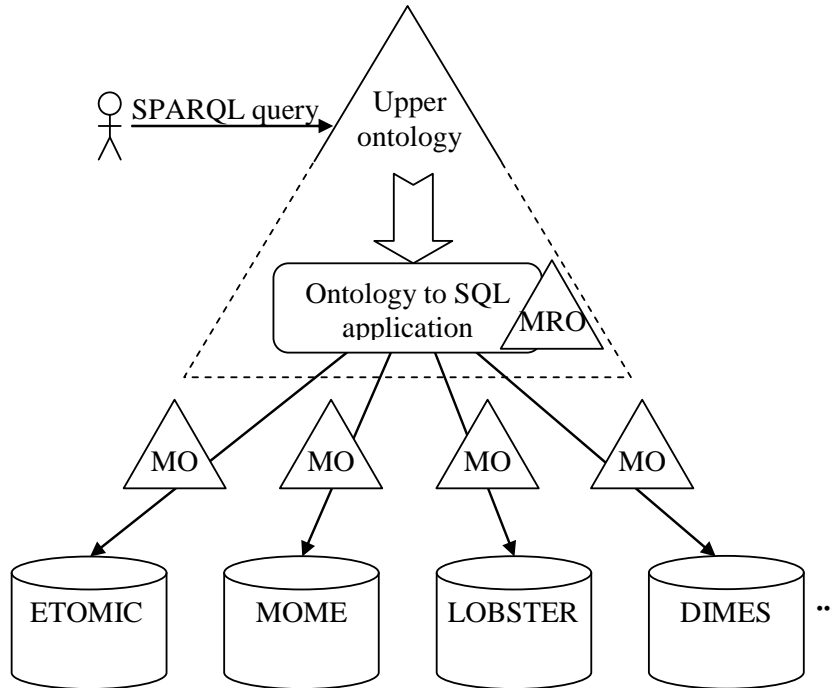 SPARQL query
Upper
ontology
Ontology to SQL
application
MRO
MO
MO
MO
MO
ETOMIC
MOME
LOBSTER
DIMES
..